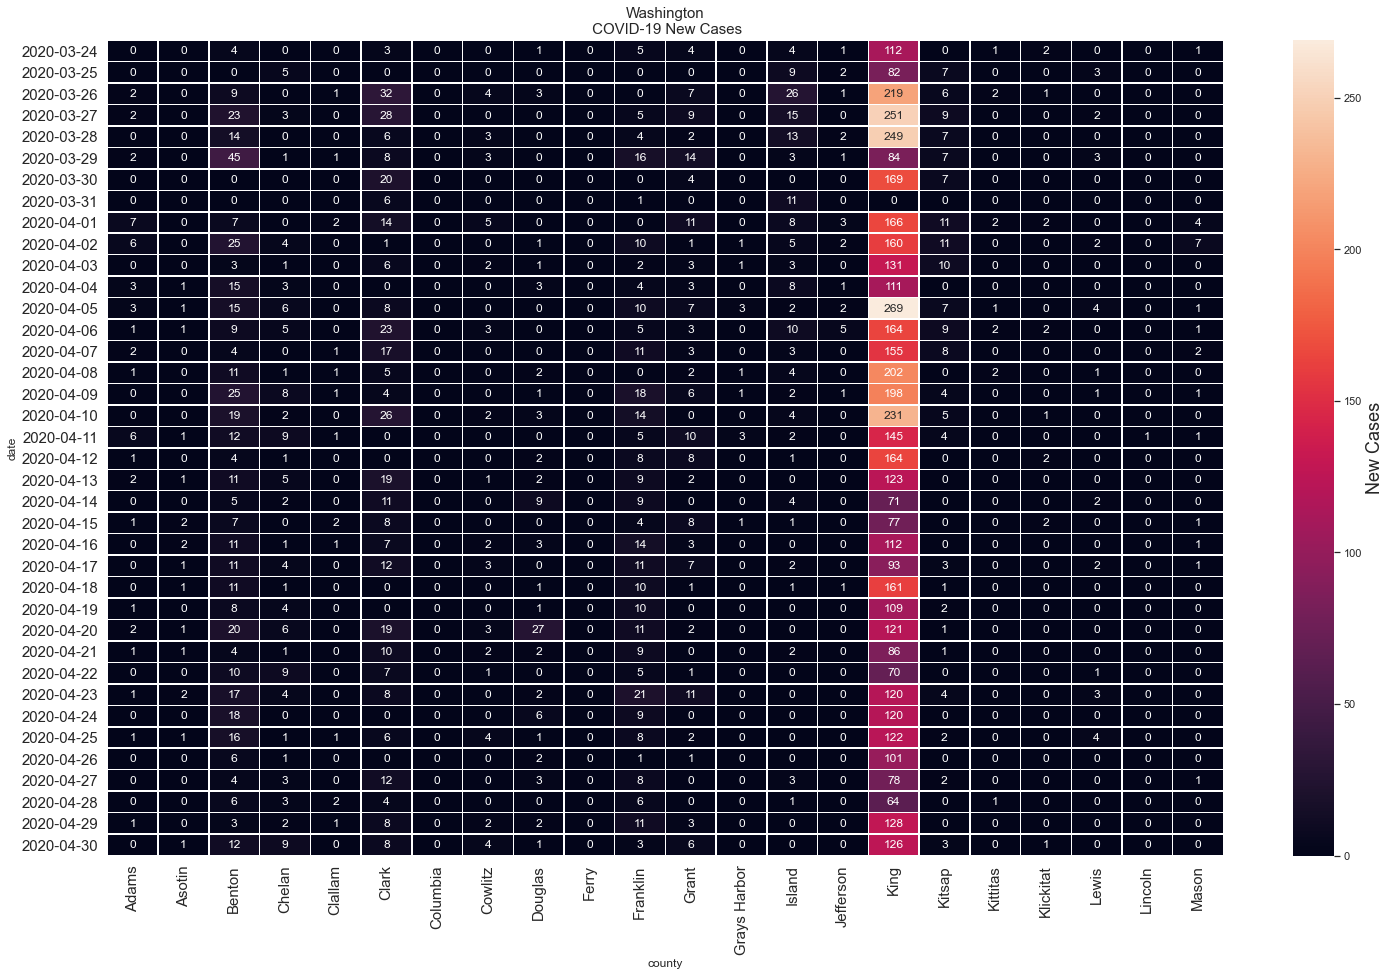 Washington
COVID-19 New Cases
2020-03-24 0 0 4 0 0 3 0 0 1 0 5 4 0 4 1 112 0 1 2 0 0 1
2020-03-25 0 0 0 5 0 0 0 0 0 0 0 0 0 9 2 82 7 0 0 3 0 0
2020-03-26 2 0 9 0 1 32 0 4 3 0 0 7 0 26 1 219 6 2 1 0 0 0
2020-03-27 2 0 23 3 0 28 0 0 0 0 5 9 0 15 0 251 9 0 0 2 0 0
2020-03-28 0 0 14 0 0 6 0 3 0 0 4 2 0 13 2 249 7 0 0 0 0 0
2020-03-29 2 0 45 1 1 8 0 3 0 0 16 14 0 3 1 84 7 0 0 3 0 0
2020-03-30 0 0 0 0 0 20 0 0 0 0 0 4 0 0 0 169 7 0 0 0 0 0
2020-03-31 0 0 0 0 0 6 0 0 0 0 1 0 0 11 0 0 0 0 0 0 0 0
2020-04-01 7 0 7 0 2 14 0 5 0 0 0 11 0 8 3 166 11 2 2 0 0 4
2020-04-02 6 0 25 4 0 1 0 0 1 0 10 1 1 5 2 160 11 0 0 2 0 7
2020-04-03 0 0 3 1 0 6 0 2 1 0 2 3 1 3 0 131 10 0 0 0 0 0
2020-04-04 3 1 15 3 0 0 0 0 3 0 4 3 0 8 1 111 0 0 0 0 0 0
2020-04-05 3 1 15 6 0 8 0 0 0 0 10 7 3 2 2 269 7 1 0 4 0 1
2020-04-06 1 1 9 5 0 23 0 3 0 0 5 3 0 10 5 164 9 2 2 0 0 1
2020-04-07 2 0 4 0 1 17 0 0 0 0 11 3 0 3 0 155 8 0 0 0 0 2
2020-04-08 1 0 11 1 1 5 0 0 2 0 0 2 1 4 0 202 0 2 0 1 0 0
2020-04-09 0 0 25 8 1 4 0 0 1 0 18 6 1 2 1 198 4 0 0 1 0 1
2020-04-10 0 0 19 2 0 26 0 2 3 0 14 0 0 4 0 231 5 0 1 0 0 0
2020-04-11 6 1 12 9 1 0 0 0 0 0 5 10 3 2 0 145 4 0 0 0 1 1
2020-04-12 1 0 4 1 0 0 0 0 2 0 8 8 0 1 0 164 0 0 2 0 0 0
2020-04-13 2 1 11 5 0 19 0 1 2 0 9 2 0 0 0 123 0 0 0 0 0 0
2020-04-14 0 0 5 2 0 11 0 0 9 0 9 0 0 4 0 71 0 0 0 2 0 0
2020-04-15 1 2 7 0 2 8 0 0 0 0 4 8 1 1 0 77 0 0 2 0 0 1
2020-04-16 0 2 11 1 1 7 0 2 3 0 14 3 0 0 0 112 0 0 0 0 0 1
2020-04-17 0 1 11 4 0 12 0 3 0 0 11 7 0 2 0 93 3 0 0 2 0 1
2020-04-18 0 1 11 1 0 0 0 0 1 0 10 1 0 1 1 161 1 0 0 0 0 0
2020-04-19 1 0 8 4 0 0 0 0 1 0 10 0 0 0 0 109 2 0 0 0 0 0
2020-04-20 2 1 20 6 0 19 0 3 27 0 11 2 0 0 0 121 1 0 0 0 0 0
2020-04-21 1 1 4 1 0 10 0 2 2 0 9 0 0 2 0 86 1 0 0 0 0 0
2020-04-22 0 0 10 9 0 7 0 1 0 0 5 1 0 0 0 70 0 0 0 1 0 0
2020-04-23 1 2 17 4 0 8 0 0 2 0 21 11 0 0 0 120 4 0 0 3 0 0
2020-04-24 0 0 18 0 0 0 0 0 6 0 9 0 0 0 0 120 0 0 0 0 0 0
2020-04-25 1 1 16 1 1 6 0 4 1 0 8 2 0 0 0 122 2 0 0 4 0 0
2020-04-26 0 0 6 1 0 0 0 0 2 0 1 1 0 0 0 101 0 0 0 0 0 0
2020-04-27 0 0 4 3 0 12 0 0 3 0 8 0 0 3 0 78 2 0 0 0 0 1
2020-04-28 0 0 6 3 2 4 0 0 0 0 6 0 0 1 0 64 0 1 0 0 0 0
2020-04-29 1 0 3 2 1 8 0 2 2 0 11 3 0 0 0 128 0 0 0 0 0 0
2020-04-30 0 1 12 9 0 8 0 4 1 0 3 6 0 0 0 126 3 0 1 0 0 0
date
Adams Asotin Benton Chelan Clallam Clark Columbia Cowlitz Douglas Ferry Franklin Grant Grays Harbor Island Jefferson King Kitsap Kittitas Klickitat Lewis Lincoln Mason
county
250
200
150
100
50
0
New Cases